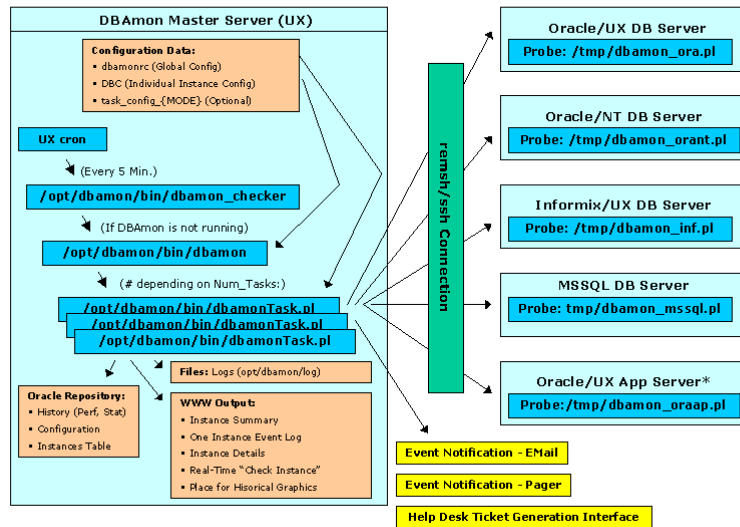 DBAmon Master Server (UX)
Configuration Data:
• dbamonrc (Global Config)
• DBC (Individual Instance Config)
• task_config_{MODE} (Optional)
UX cron
(Every 5 Min.)
/opt/dbamon/bin/dbamon_checker
(If DBAmon is not running)
/opt/dbamon/bin/dbamon
(# depending on Num_Tasks:)
/opt/dbamon/bin/dbamonTask.pl
/opt/dbamon/bin/dbamonTask.pl
/opt/dbamon/bin/dbamonTask.pl
Files: Logs (opt/dbamon/log)
Oracle Repository:
• History (Perf, Stat)
• Configuration
• Instances Table
WWW Output:
• Instance Summary
• One Instance Event Log
• Instance Details
• Real-Time “Check Instance”
• Place for Hisorical Graphics
remsh/ssh Connection
Oracle/UX DB Server
Probe: /tmp/dbamon_ora.pl
Oracle/NT DB Server
Probe: /tmp/dbamon_orant.pl
Informix/UX DB Server
Probe: /tmp/dbamon_inf.pl
MSSQL DB Server
Probe: tmp/dbamon_mssql.pl
Oracle/UX App Server*
Probe:/tmp/dbamon_oraap.pl
Event Notification - EMail
Event Notification - Pager
Help Desk Ticket Generation Interface